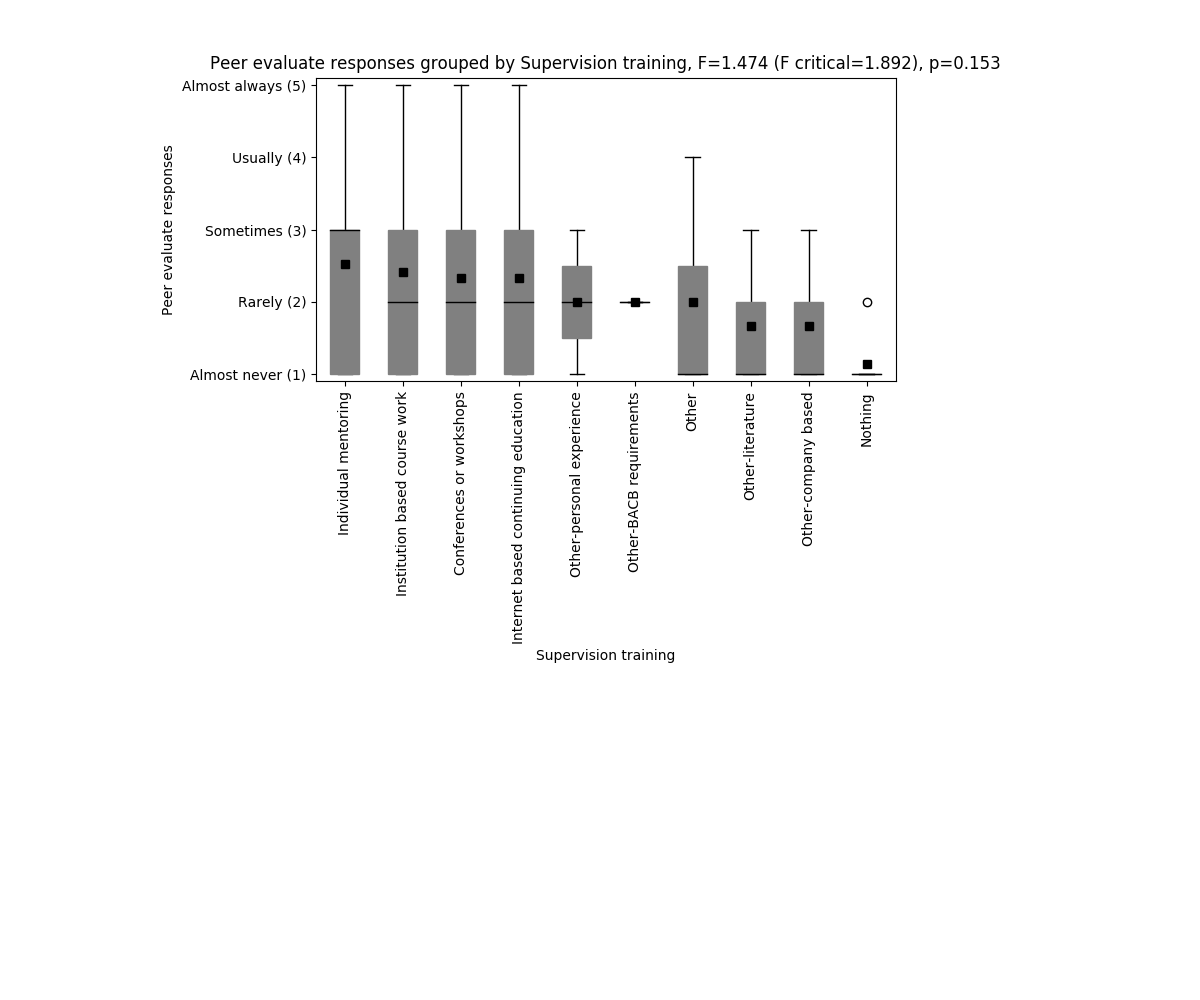 Peer evaluate responses grouped by Supervision training, F=1.474 (F critical=1.892), p=0.153
Peer evaluate responses
Almost always (5)
Usually (4)
Sometimes (3)
Rarely (2)
Almost never (1)
Individual mentoring
Institution based course work
Conferences or workshops
Internet based continuing education
Other-personal experience
Other-BACB requirements
Other
Other-literature
Other-company based
Nothing
Supervision training